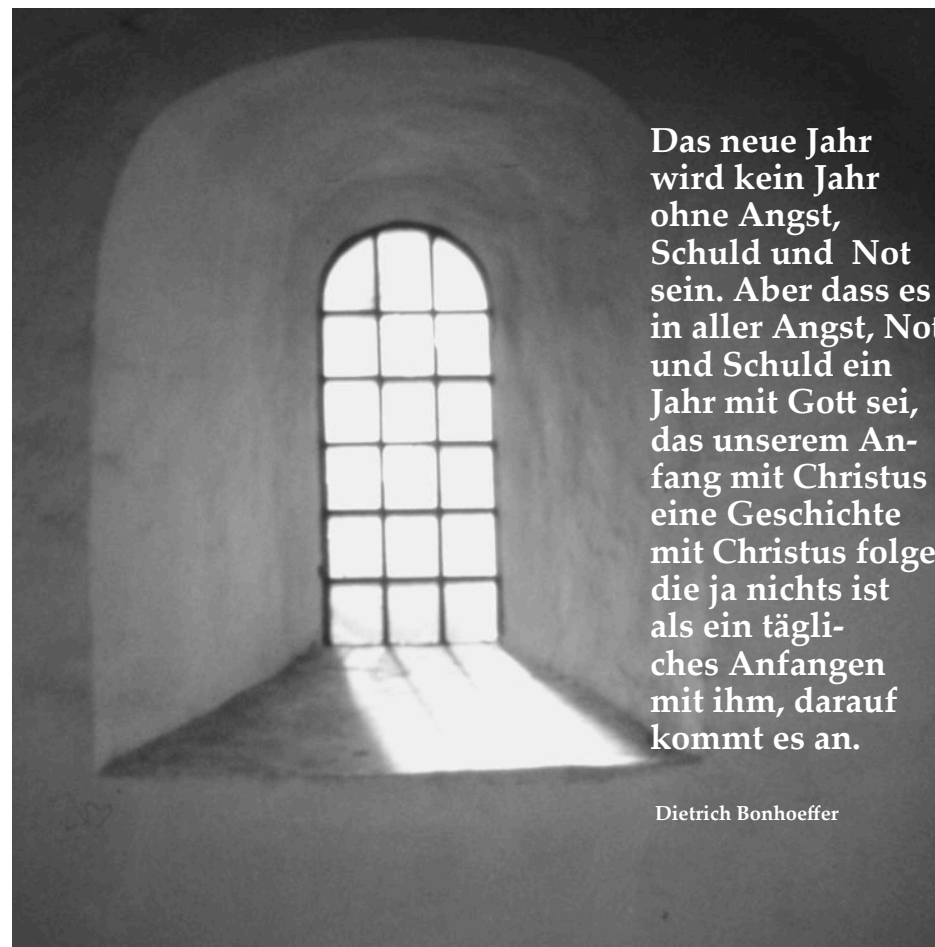 Das neue Jahr
wird kein Jahr
ohne Angst,
Schuld und  Not
sein. Aber dass es
in aller Angst, Not
und Schuld ein
Jahr mit Gott sei,
das unserem An-
fang mit Christus
eine Geschichte
mit Christus folge
die ja nichts ist
als ein tägli-
ches Anfangen
mit ihm, darauf
kommt es an.
Dietrich Bonhoeffer